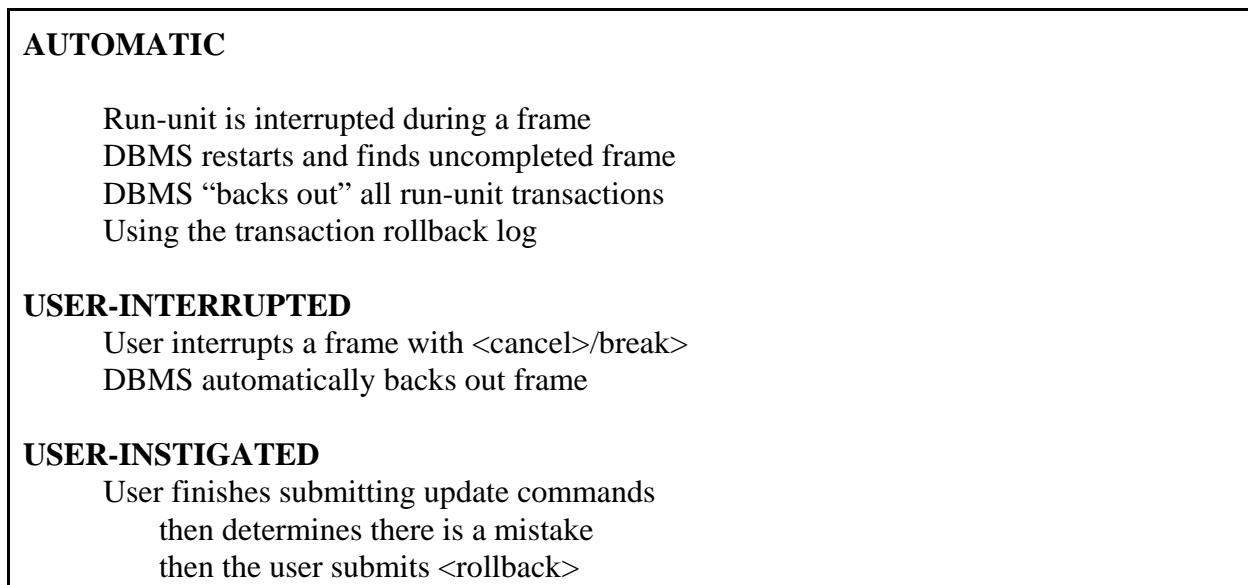 AUTOMATIC
Run-unit is interrupted during a frame
DBMS restarts and finds uncompleted frame
DBMS “backs out” all run-unit transactions
Using the transaction rollback log
USER-INTERRUPTED
User interrupts a frame with <cancel>/break>
DBMS automatically backs out frame
USER-INSTIGATED
User finishes submitting update commands
then determines there is a mistake
then the user submits <rollback>